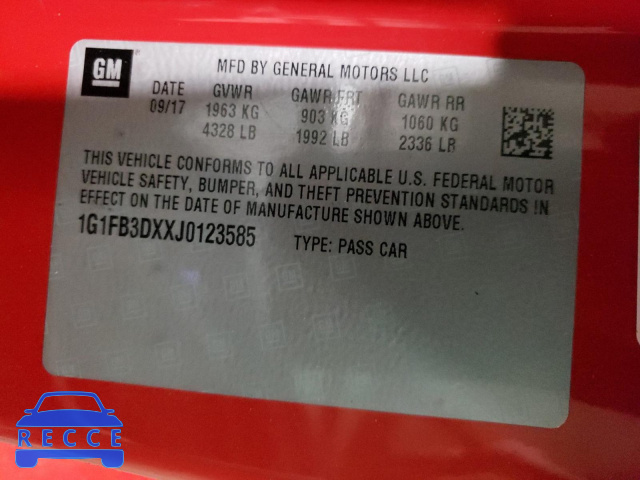 GM
MFD BY GENERAL MOTORS LLC
DATE GVWR GAWR FRT GAWR RR
09/17 1963 KG 903 KG 1060 KG
4328 LB 1992 LB 2336 LB
THIS VEHICLE CONFORMS TO ALL APPLICABLE U.S. FEDERAL MOTOR
VEHICLE SAFETY, BUMPER, AND THEFT PREVENTION STANDARDS IN
EFFECT ON THE DATE OF MANUFACTURE SHOWN ABOVE.
1G1FB3DXXJ0123585 TYPE: PASS CAR
RECCE